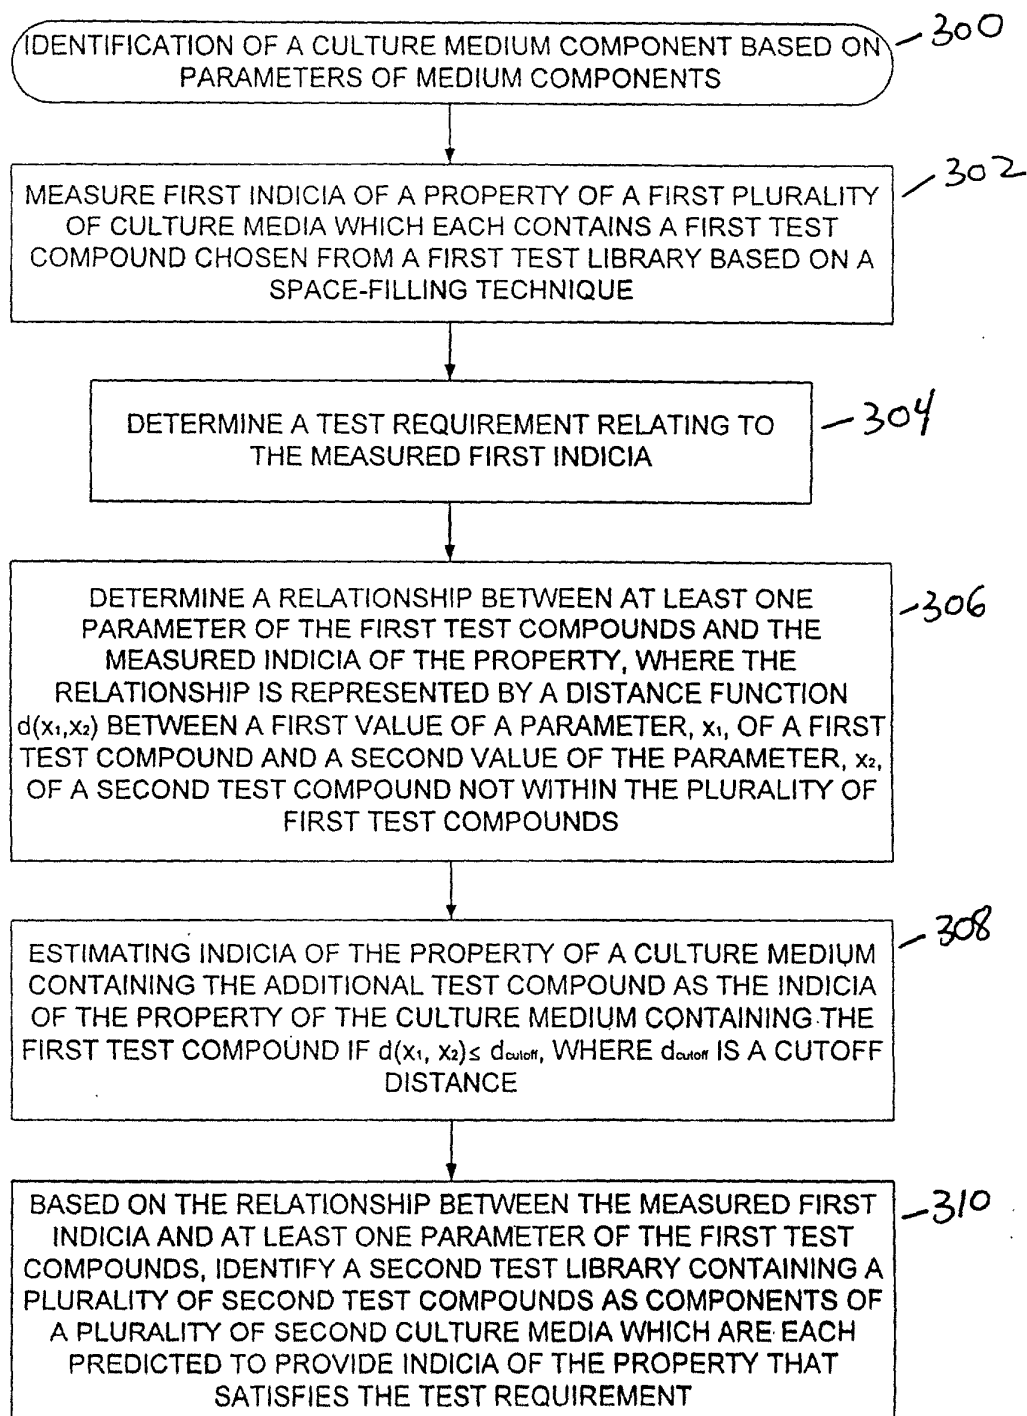 IDENTIFICATION OF A CULTURE MEDIUM COMPONENT BASED ON
PARAMETERS OF MEDIUM COMPONENTS
300
MEASURE FIRST INDICIA OF A PROPERTY OF A FIRST PLURALITY
OF CULTURE MEDIA WHICH EACH CONTAINS A FIRST TEST
COMPOUND CHOSEN FROM A FIRST TEST LIBRARY BASED ON A
SPACE-FILLING TECHNIQUE
302
DETERMINE A TEST REQUIREMENT RELATING TO
THE MEASURED FIRST INDICIA
304
DETERMINE A RELATIONSHIP BETWEEN AT LEAST ONE
PARAMETER OF THE FIRST TEST COMPOUNDS AND THE
MEASURED INDICIA OF THE PROPERTY, WHERE THE
RELATIONSHIP IS REPRESENTED BY A DISTANCE FUNCTION
d(x₁,x₂) BETWEEN A FIRST VALUE OF A PARAMETER, x₁, OF A FIRST
TEST COMPOUND AND A SECOND VALUE OF THE PARAMETER, x₂,
OF A SECOND TEST COMPOUND NOT WITHIN THE PLURALITY OF
FIRST TEST COMPOUNDS
306
ESTIMATING INDICIA OF THE PROPERTY OF A CULTURE MEDIUM
CONTAINING THE ADDITIONAL TEST COMPOUND AS THE INDICIA
OF THE PROPERTY OF THE CULTURE MEDIUM CONTAINING THE
FIRST TEST COMPOUND IF d(x₁, x₂)≤ dcutoff, WHERE dcutoff IS A CUTOFF
DISTANCE
308
BASED ON THE RELATIONSHIP BETWEEN THE MEASURED FIRST
INDICIA AND AT LEAST ONE PARAMETER OF THE FIRST TEST
COMPOUNDS, IDENTIFY A SECOND TEST LIBRARY CONTAINING A
PLURALITY OF SECOND TEST COMPOUNDS AS COMPONENTS OF
A PLURALITY OF SECOND CULTURE MEDIA WHICH ARE EACH
PREDICTED TO PROVIDE INDICIA OF THE PROPERTY THAT
SATISFIES THE TEST REQUIREMENT
310